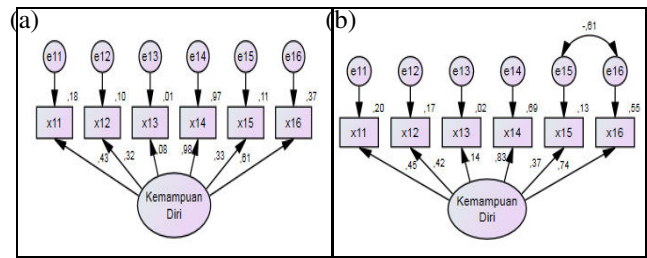 (a)
e11 e12 e13 e14 e15 e16
,18 ,10 ,01 ,97 ,11 ,37
x11 x12 x13 x14 x15 x16
,43 ,32 ,08 ,98 ,33 ,61
Kemampuan
Diri
(b)
-,61
e11 e12 e13 e14 e15 e16
,20 ,17 ,02 ,69 ,13 ,55
x11 x12 x13 x14 x15 x16
,45 ,42 ,14 ,83 ,37 ,74
Kemampuan
Diri